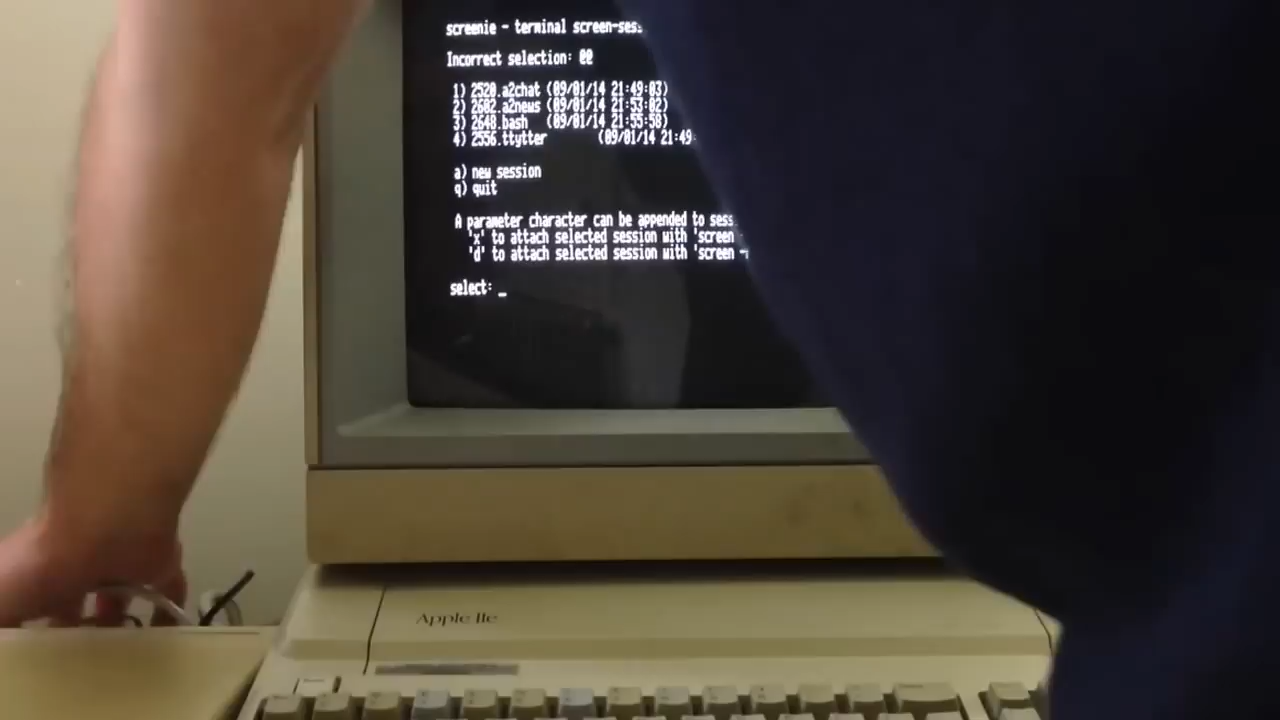 screenie - terminal screen-ses
Incorrect selection: @@
1) 2520.a2chat (09/01/14 21:49:03)
2) 2602.a2news (09/01/14 21:53:02)
3) 2648.bash (09/01/14 21:55:58)
4) 2556.ttytter (09/01/14 21:49:
a) new session
q) quit
A parameter character can be appended to sess
'x' to attach selected session with 'screen -
'd' to attach selected session with 'screen -
select: _
Apple IIe